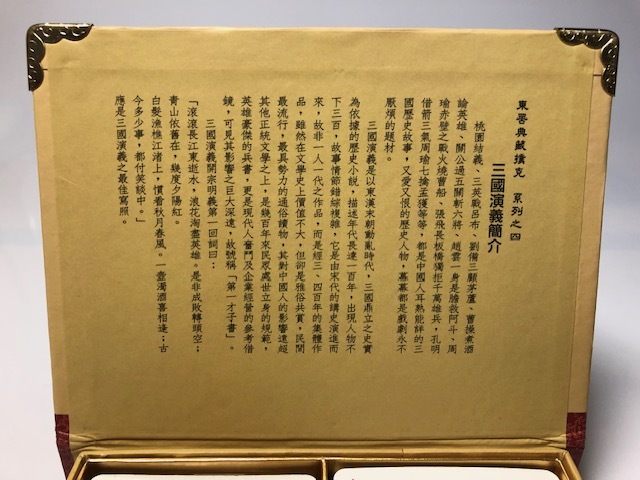 東居典藏撲克　系列之四
三國演義簡介
桃園結義、三英戰呂布、劉備三顧茅蘆、曹操煮酒
論英雄、關公過五關斬六將、趙雲一身是膽救阿斗、周
瑜赤壁之戰火燒曹船、張飛長板橋獨拒千萬雄兵，孔明
借箭三氣周瑜七擒孟獲等等，都是中國人耳熟能詳的三
國歷史故事，又愛又恨的歷史人物，幕幕都是戲劇永不
厭煩的題材。
三國演義是以東漢末朝動亂時代，三國鼎立之史實
為依據的歷史小說，描述年代長達一百年，出現人物不
下三百，故事情節錯綜複雜，它是由宋代的講史演進而
來，故非一人一代之作品，而是經三、四百年的集體作
品，雖然在文學史上價值不大，但卻是雅俗共賞，民間
最流行，最具勢力的通俗讀物，其對中國人的影響遠超
其他正統文學之上，是幾百年來民眾處世立身的規範，
英雄豪傑的兵書，更是現代人奮鬥及企業經營的參考借
鏡，可見其影響之巨大深遠，故號稱「第一才子書」。
三國演義開宗明義第一回詞曰：
「滾滾長江東逝水，浪花淘盡英雄。是非成敗轉頭空；
青山依舊在，幾度夕陽紅。
白髮漁樵江渚上，慣看秋月春風。一壼濁酒喜相逢；古
今多少事，都付笑談中。」
應是三國演義之最佳寫照。